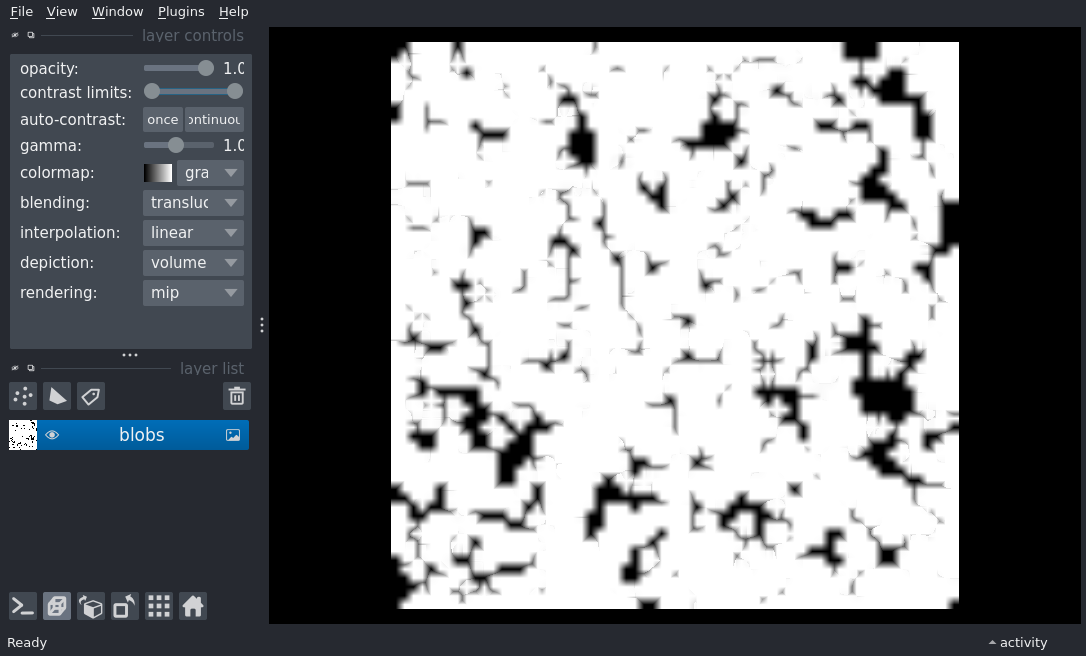 File View Window Plugins Help
layer controls
opacity: 1.0
contrast limits:
auto-contrast: once ontinuou
gamma: 1.0
colormap: gra
blending: transluc
interpolation: linear
depiction: volume
rendering: mip
layer list
blobs
Ready
activity